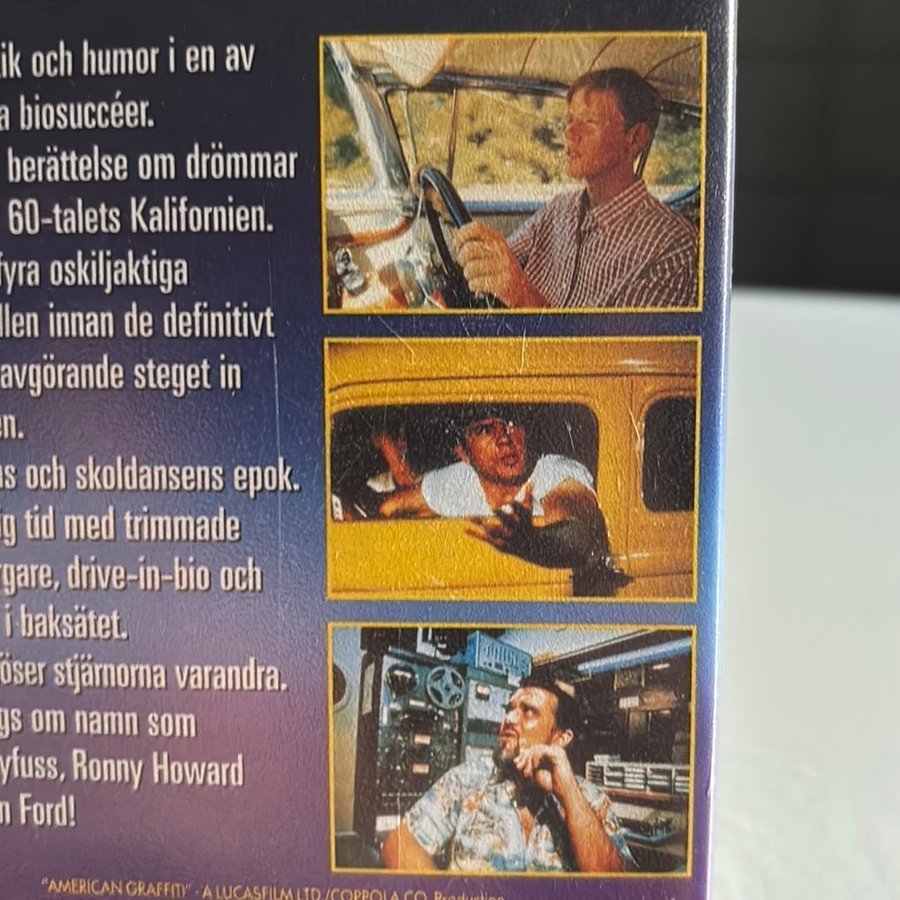 ik och humor i en av
a biosuccéer.
berättelse om drömmar
60-talets Kalifornien.
fyra oskiljaktiga
llen innan de definitivt
avgörande steget in
en.
ns och skoldansens epok.
ig tid med trimmade
rgare, drive-in-bio och
i baksätet.
öser stjärnorna varandra.
gs om namn som
yfuss, Ronny Howard
n Ford!
"AMERICAN GRAFFITI" - A LUCASFILM LTD./COPPOLA CO. Production